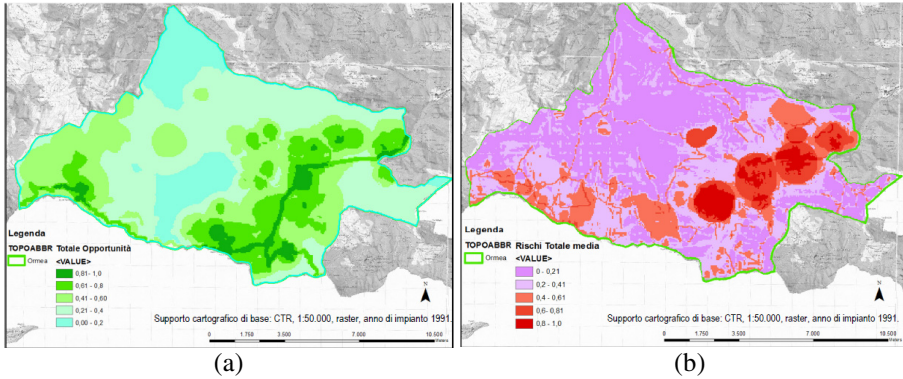 Legenda
TOPOABBR Totale Opportunità
Ormea
<VALUE>
0,81- 1,0
0,61 - 0,8
0,41 - 0,60
0,21 - 0,4
0,00 - 0,2
N
Supporto cartografico di base: CTR, 1:50.000, raster, anno di impianto 1991.
0 1.750 3.500 7.000 10.500
Meters
(a)
Legenda
TOPOABBR Rischi Totale media
Ormea
<VALUE>
0 - 0,21
0,2 - 0,41
0,4 - 0,61
0,6- 0,81
0,8 - 1,0
N
Supporto cartografico di base: CTR, 1:50.000, raster, anno di impianto 1991.
0 1.750 3.500 7.000 10.500
Meters
(b)